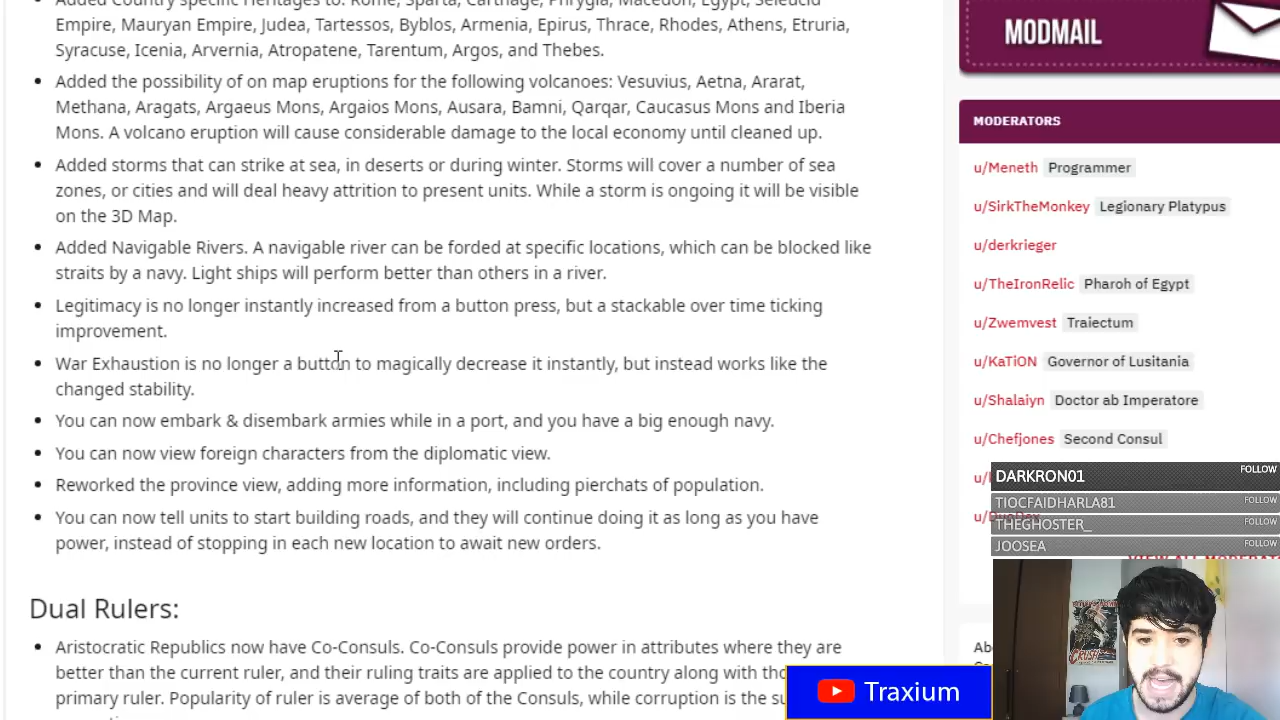 Added Country specific Heritages to: Rome, Sparta, Carthage, Phrygia, Macedon, Egypt, Seleucid
Empire, Mauryan Empire, Judea, Tartessos, Byblos, Armenia, Epirus, Thrace, Rhodes, Athens, Etruria,
Syracuse, Icenia, Arvernia, Atropatene, Tarentum, Argos, and Thebes.
Added the possibility of on map eruptions for the following volcanoes: Vesuvius, Aetna, Ararat,
Methana, Aragats, Argaeus Mons, Argaios Mons, Ausara, Bamni, Qarqar, Caucasus Mons and Iberia
Mons. A volcano eruption will cause considerable damage to the local economy until cleaned up.
Added storms that can strike at sea, in deserts or during winter. Storms will cover a number of sea
zones, or cities and will deal heavy attrition to present units. While a storm is ongoing it will be visible
on the 3D Map.
Added Navigable Rivers. A navigable river can be forded at specific locations, which can be blocked like
straits by a navy. Light ships will perform better than others in a river.
Legitimacy is no longer instantly increased from a button press, but a stackable over time ticking
improvement.
War Exhaustion is no longer a button to magically decrease it instantly, but instead works like the
changed stability.
You can now embark & disembark armies while in a port, and you have a big enough navy.
You can now view foreign characters from the diplomatic view.
Reworked the province view, adding more information, including pierchats of population.
You can now tell units to start building roads, and they will continue doing it as long as you have
power, instead of stopping in each new location to await new orders.
Dual Rulers:
Aristocratic Republics now have Co-Consuls. Co-Consuls provide power in attributes where they are
better than the current ruler, and their ruling traits are applied to the country along with
primary ruler. Popularity of ruler is average of both of the Consuls, while corruption is the
MODMAIL
MODERATORS
u/Meneth Programmer
u/SirkTheMonkey Legionary Platypus
u/derkrieger
u/TheIronRelic Pharoh of Egypt
u/Zwemvest Traiectum
u/KaTiON Governor of Lusitania
u/Shalaiyn Doctor ab Imperatore
u/Chefjones Second Consul
DARKRON01 FOLLOW
TIOCFAIDHARLA81 FOLLOW
THEGHOSTER_ FOLLOW
JOOSEA FOLLOW
Traxium